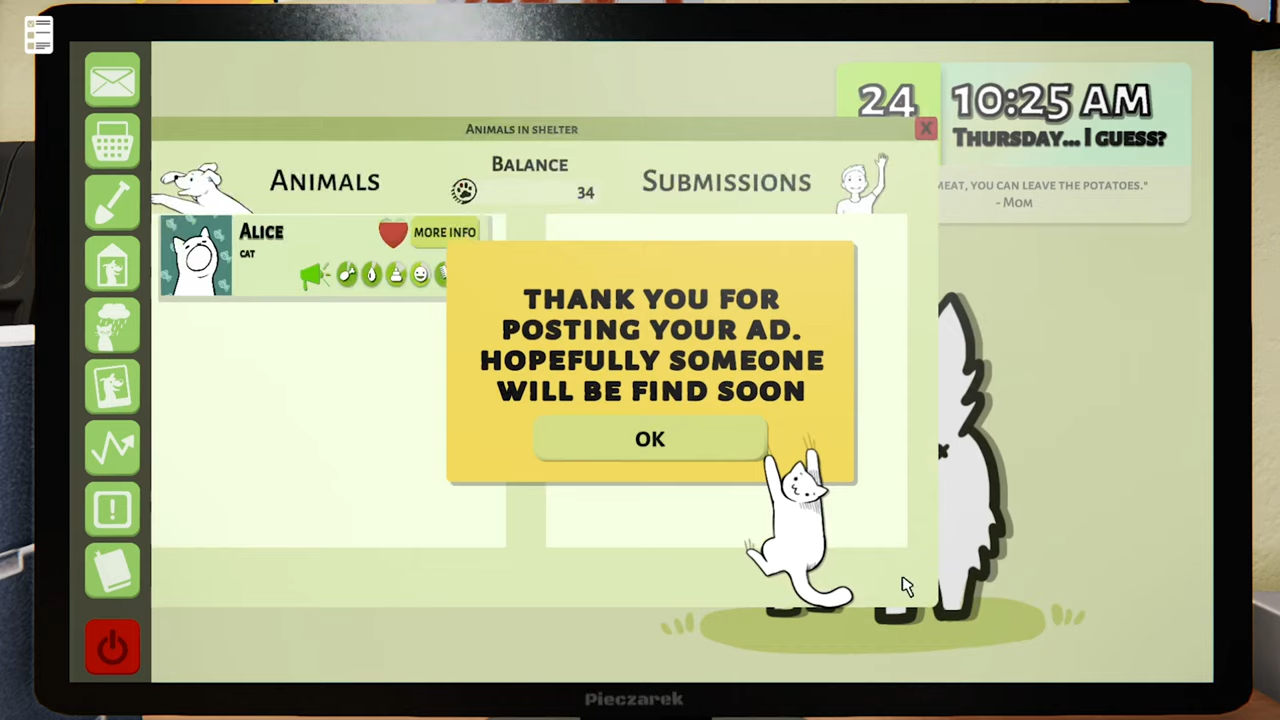 24
10:25 AM
THURSDAY... I GUESS?
MEAT, YOU CAN LEAVE THE POTATOES."
- MOM
ANIMALS IN SHELTER
X
ANIMALS
BALANCE
34
SUBMISSIONS
ALICE
CAT
MORE INFO
THANK YOU FOR
POSTING YOUR AD.
HOPEFULLY SOMEONE
WILL BE FIND SOON
OK
Pieczarek